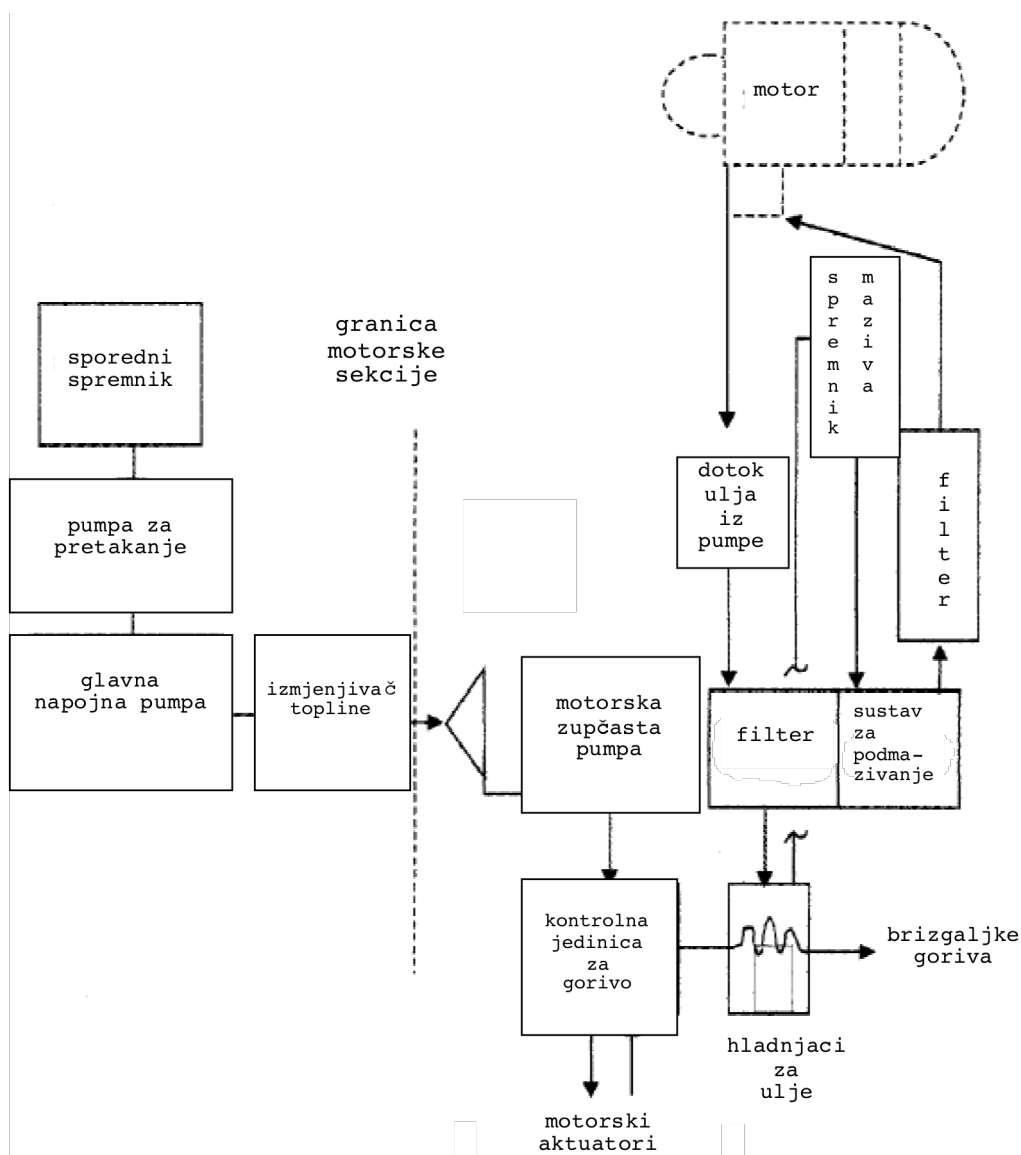 motor
s
p
r
e
m
n
i
k
m
a
z
i
v
a
granica
motorske
sekcije
sporedni
spremnik
dotok
ulja
iz
pumpe
f
i
l
t
e
r
pumpa za
pretakanje
glavna
napojna pumpa
izmjenjivač
topline
motorska
zupčasta
pumpa
filter
sustav
za
podma-
zivanje
kontrolna
jedinica
za
gorivo
brizgaljke
goriva
hladnjaci
za
ulje
motorski
aktuatori